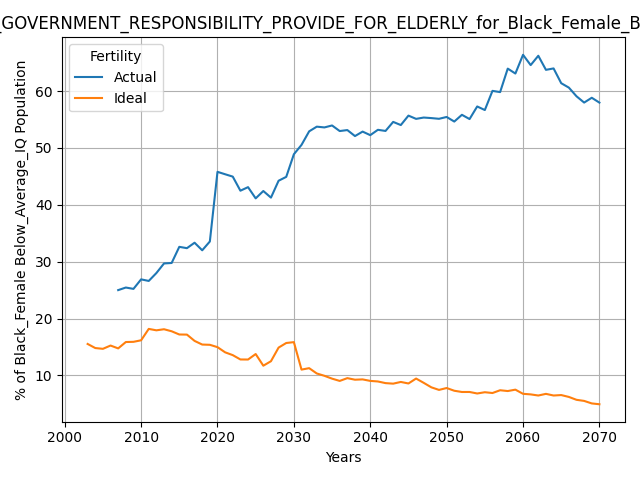 _GOVERNMENT_RESPONSIBILITY_PROVIDE_FOR_ELDERLY_for_Black_Female_B
Fertility
Actual
Ideal
% of Black_Female Below_Average_IQ Population
60
50
40
30
20
10
2000 2010 2020 2030 2040 2050 2060 2070
Years